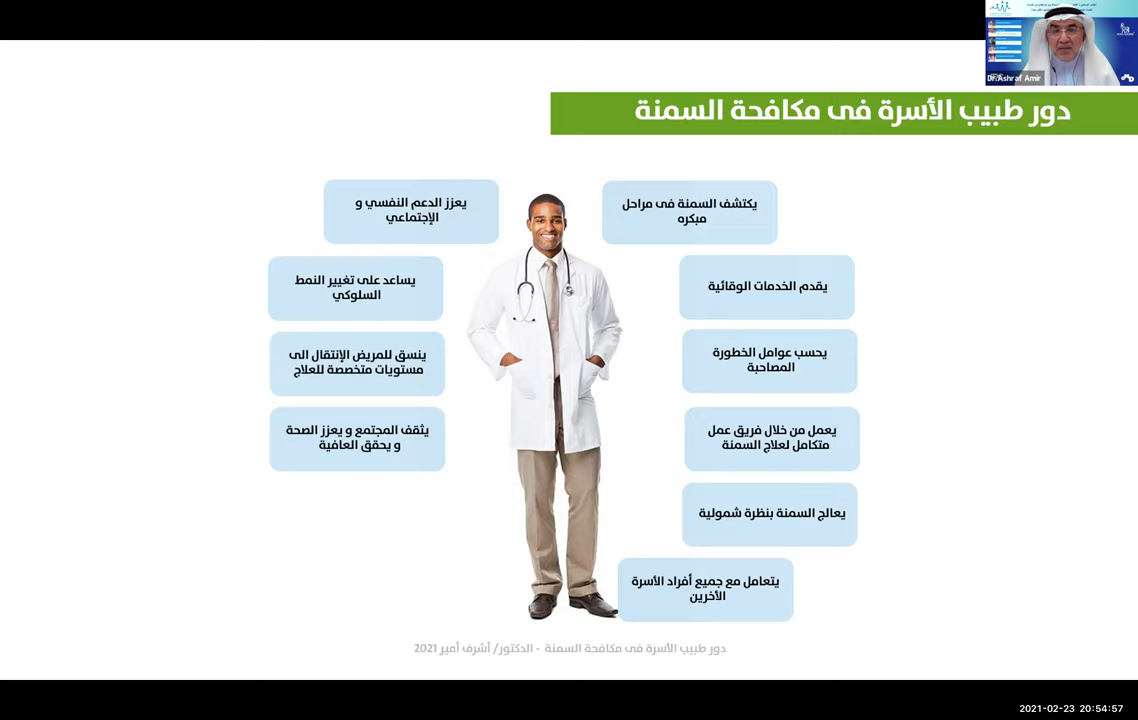 Dr.Ashraf Amir
دور طبيب الأسرة فى مكافحة السمنة
يكتشف السمنة فى مراحل
مبكره
يقدم الخدمات الوقائية
يحسب عوامل الخطورة
المصاحبة
يعمل من خلال فريق عمل
متكامل لعلاج السمنة
يعالج السمنة بنظرة شمولية
يتعامل مع جميع أفراد الأسرة
الأخرين
يعزز الدعم النفسي و
الإجتماعي
يساعد على تغيير النمط
السلوكي
ينسق للمريض الإنتقال الى
مستويات متخصصة للعلاج
يثقف المجتمع و يعزز الصحة
و يحقق العافية
دور طبيب الأسرة فى مكافحة السمنة - الدكتور/ أشرف أمير 2021
2021-02-23 20:54:57